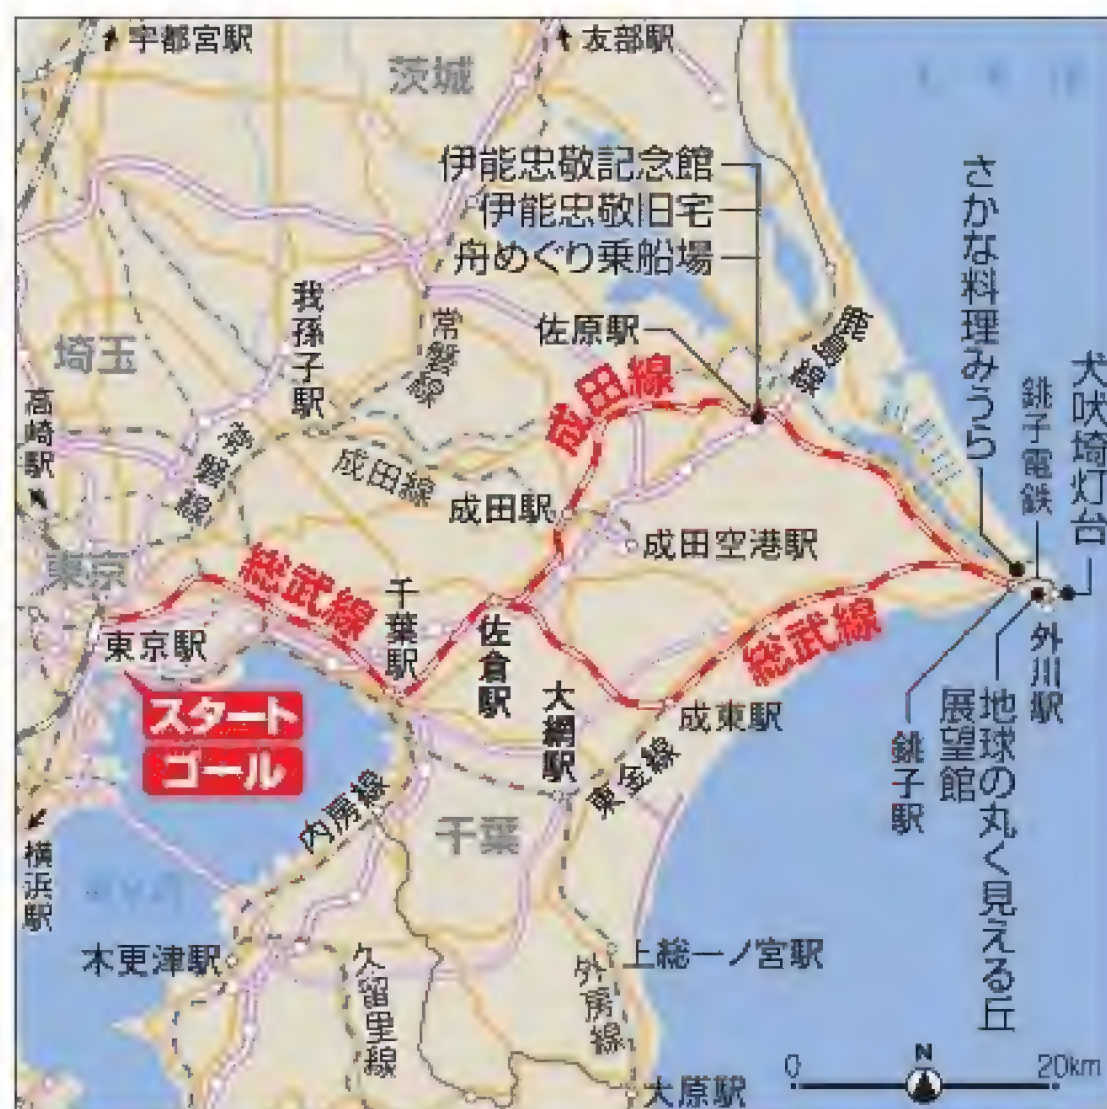 宇都宮駅
友部駅
茨城
伊能忠敬記念館
伊能忠敬旧宅
舟めぐり乗船場
さかな料理みうら
佐原駅
鹿島線
我孫子駅
常磐線
埼玉
成田線
犬吠埼灯台
銚子電鉄
高崎駅
常磐線
成田線
成田駅
成田空港駅
東京
総武線
千葉駅
佐倉駅
総武線
東京駅
スタート
ゴール
大網駅
成東駅
外川駅
地球の丸く見える丘
展望館
銚子駅
東金線
内房線
千葉
横浜駅
木更津駅
久留里線
上総一ノ宮駅
外房線
大原駅
0
N
20km